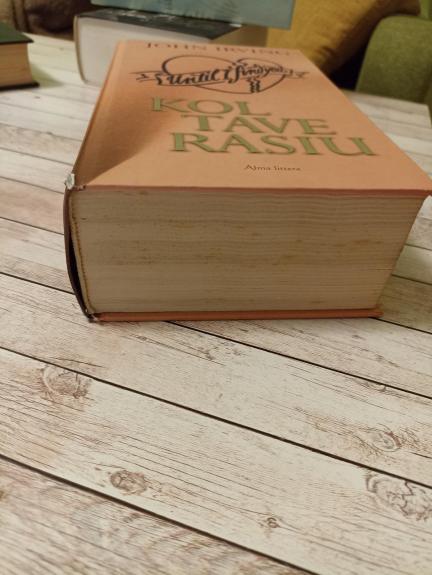 JOHN IRVING
Until I find you
KOL
TAVE
RASIU
Alma littera